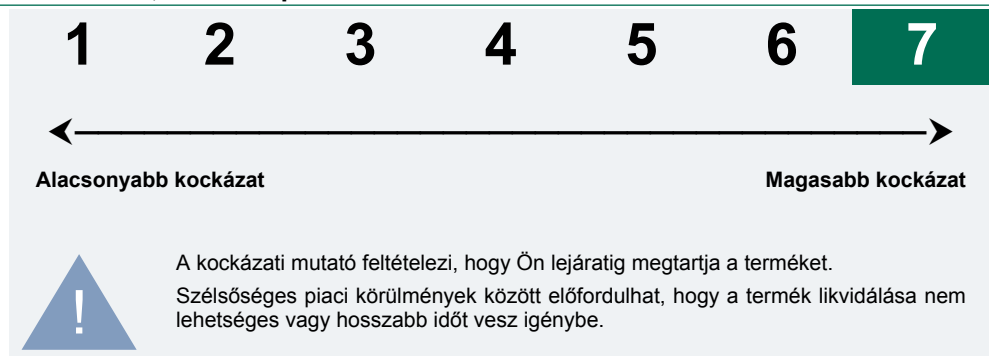 1 2 3 4 5 6 7
Alacsonyabb kockázat Magasabb kockázat
A kockázati mutató feltételezi, hogy Ön lejáratig megtartja a terméket.
!
Szélsőséges piaci körülmények között előfordulhat, hogy a termék likvidálása nem
lehetséges vagy hosszabb időt vesz igénybe.